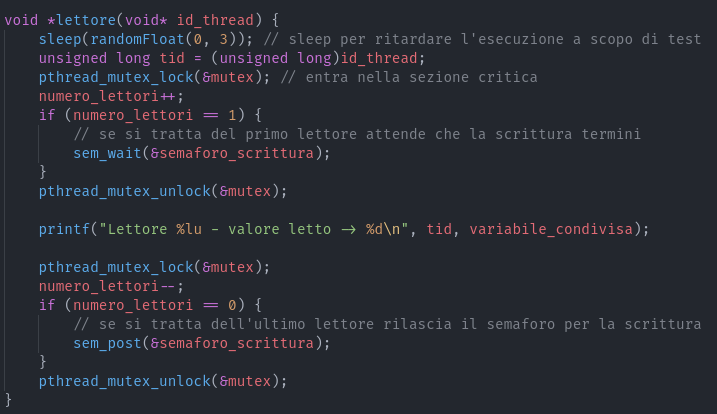 void *lettore(void* id_thread) {
    sleep(randomFloat(0, 3)); // sleep per ritardare l'esecuzione a scopo di test
    unsigned long tid = (unsigned long)id_thread;
    pthread_mutex_lock(&mutex); // entra nella sezione critica
    numero_lettori++;
    if (numero_lettori == 1) {
        // se si tratta del primo lettore attende che la scrittura termini
        sem_wait(&semaforo_scrittura);
    }
    pthread_mutex_unlock(&mutex);

    printf("Lettore %lu - valore letto -> %d\n", tid, variabile_condivisa);

    pthread_mutex_lock(&mutex);
    numero_lettori--;
    if (numero_lettori == 0) {
        // se si tratta dell'ultimo lettore rilascia il semaforo per la scrittura
        sem_post(&semaforo_scrittura);
    }
    pthread_mutex_unlock(&mutex);
}